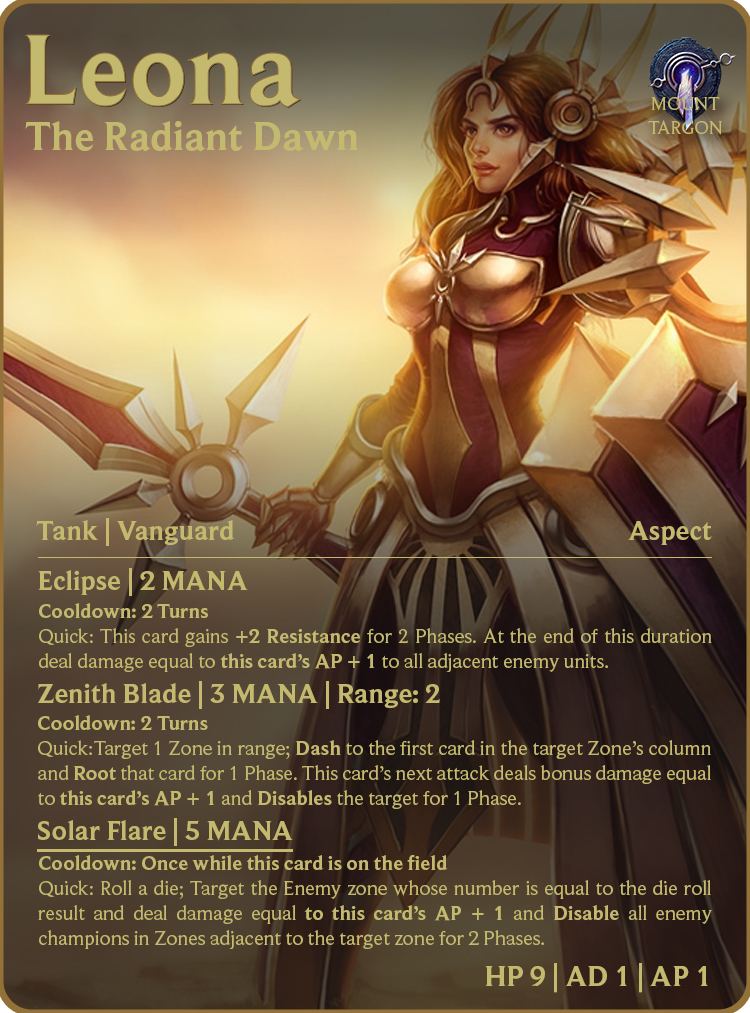 Leona
The Radiant Dawn
MOUNT
TARGON
Tank | Vanguard
Aspect
Eclipse | 2 MANA
Cooldown: 2 Turns
Quick: This card gains +2 Resistance for 2 Phases. At the end of this duration
deal damage equal to this card's AP + 1 to all adjacent enemy units.
Zenith Blade | 3 MANA | Range: 2
Cooldown: 2 Turns
Quick:Target 1 Zone in range; Dash to the first card in the target Zone's column
and Root that card for 1 Phase. This card's next attack deals bonus damage equal
to this card's AP + 1 and Disables the target for 1 Phase.
Solar Flare | 5 MANA
Cooldown: Once while this card is on the field
Quick: Roll a die; Target the Enemy zone whose number is equal to the die roll
result and deal damage equal to this card's AP + 1 and Disable all enemy
champions in Zones adjacent to the target zone for 2 Phases.
HP 9 | AD 1 | AP 1